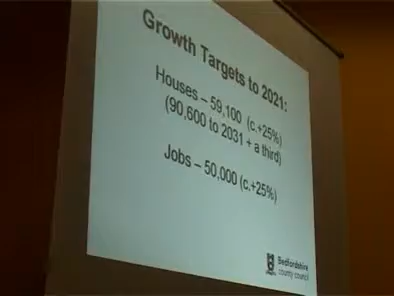 Growth Targets to 2021:
Houses – 59,100 (c.+25%)
(90,600 to 2031 + a third)
Jobs – 50,000 (c.+25%)
Bedfordshire
county council